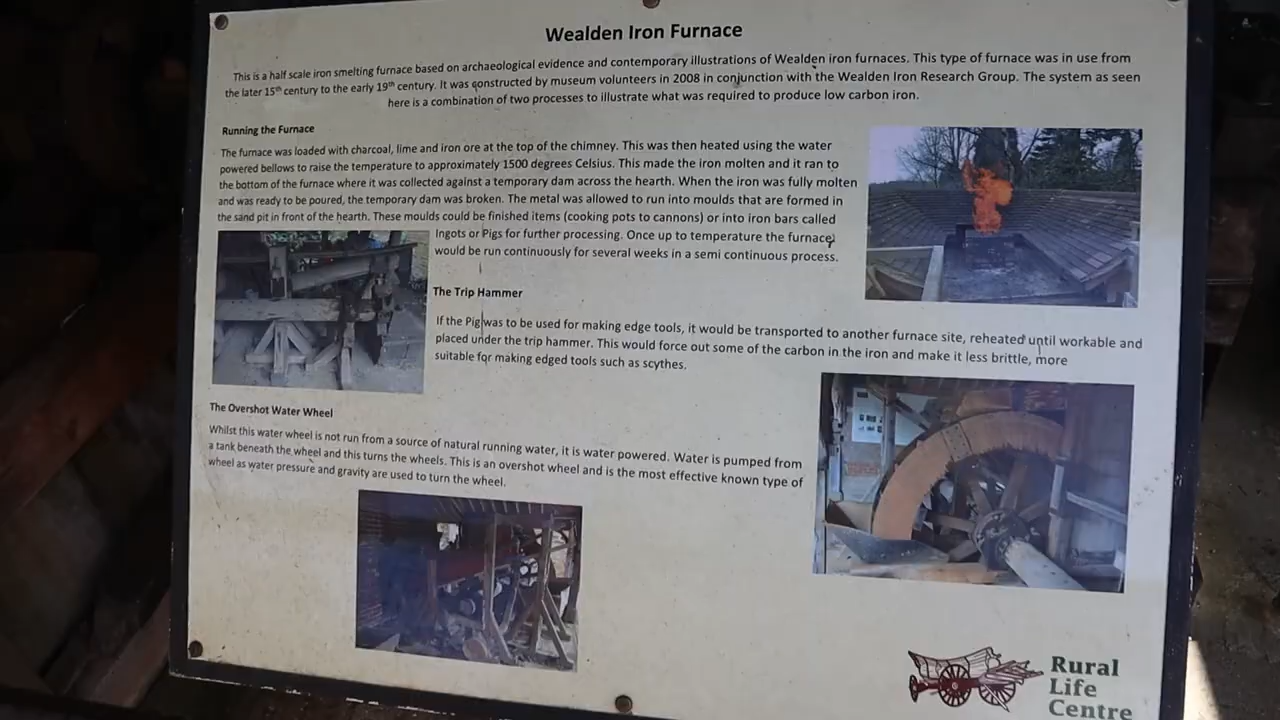 Wealden Iron Furnace
This is a half scale iron smelting furnace based on archaeological evidence and contemporary illustrations of Wealden iron furnaces. This type of furnace was in use from
the later 15th century to the early 19th century. It was constructed by museum volunteers in 2008 in conjunction with the Wealden Iron Research Group. The system as seen
here is a combination of two processes to illustrate what was required to produce low carbon iron.
Running the Furnace
The furnace was loaded with charcoal, lime and iron ore at the top of the chimney. This was then heated using the water
powered bellows to raise the temperature to approximately 1500 degrees Celsius. This made the iron molten and it ran to
the bottom of the furnace where it was collected against a temporary dam across the hearth. When the iron was fully molten
and was ready to be poured, the temporary dam was broken. The metal was allowed to run into moulds that are formed in
the sand pit in front of the hearth. These moulds could be finished items (cooking pots to cannons) or into iron bars called
Ingots or Pigs for further processing. Once up to temperature the furnace
would be run continuously for several weeks in a semi continuous process.
The Trip Hammer
If the Pig was to be used for making edge tools, it would be transported to another furnace site, reheated until workable and
placed under the trip hammer. This would force out some of the carbon in the iron and make it less brittle, more
suitable for making edged tools such as scythes.
The Overshot Water Wheel
Whilst this water wheel is not run from a source of natural running water, it is water powered. Water is pumped from
a tank beneath the wheel and this turns the wheels. This is an overshot wheel and is the most effective known type of
wheel as water pressure and gravity are used to turn the wheel.
Rural
Life
Centre